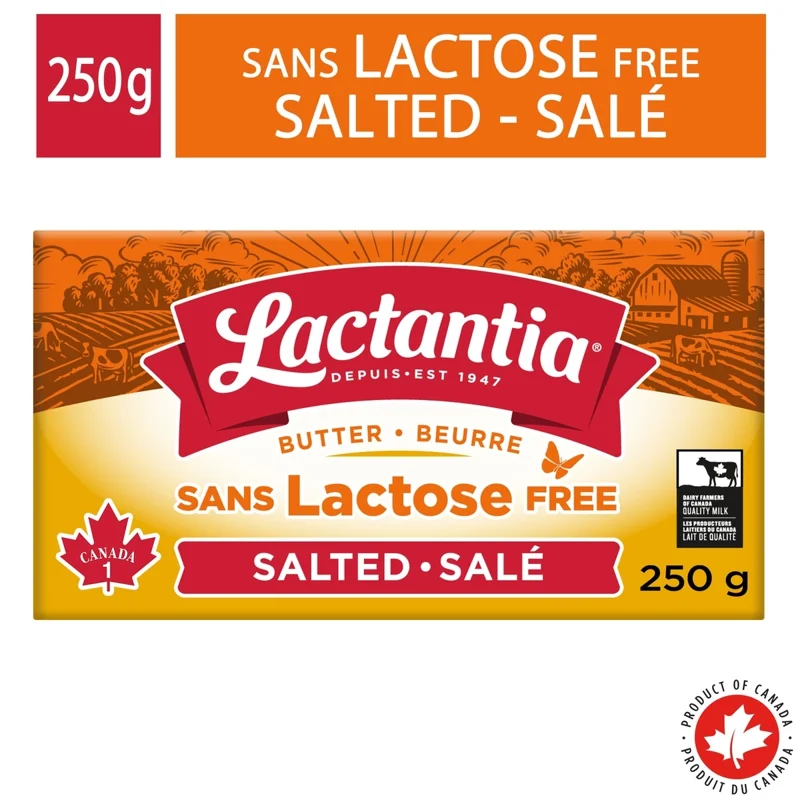 250g
SANS LACTOSE FREE
SALTED - SALÉ
Lactantia®
DEPUIS • EST 1947
BUTTER • BEURRE
SANS Lactose FREE
SALTED • SALÉ
CANADA
1
DAIRY FARMERS
OF CANADA
QUALITY MILK
LES PRODUCTEURS
LAITIERS DU CANADA
LAIT DE QUALITÉ
250 g
PRODUCT OF CANADA
PRODUIT DU CANADA